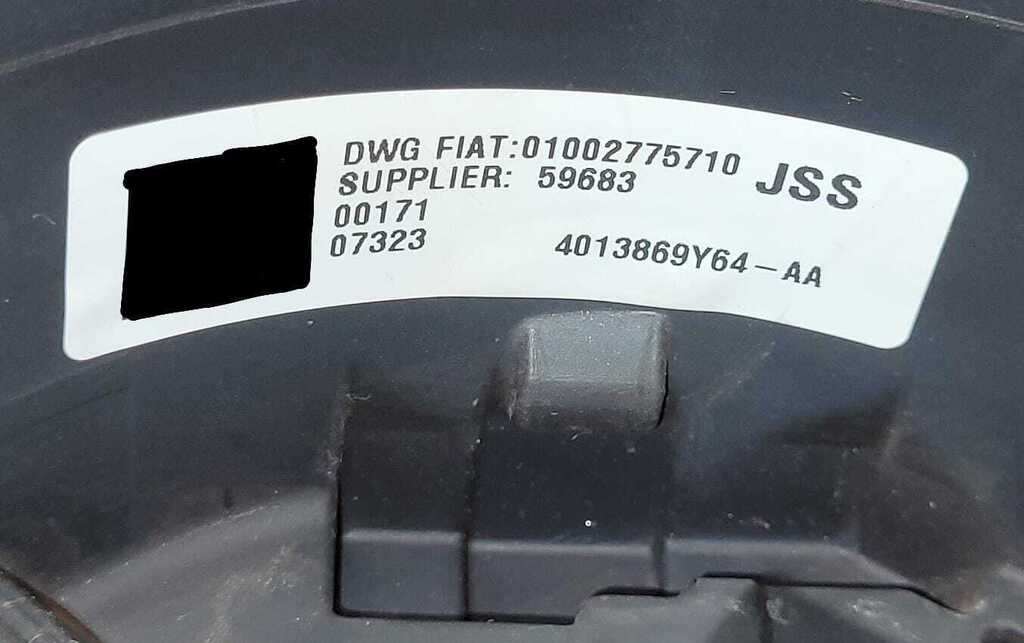 DWG FIAT:01002775710 JSS
SUPPLIER: 59683
00171
07323 4013869Y64-AA